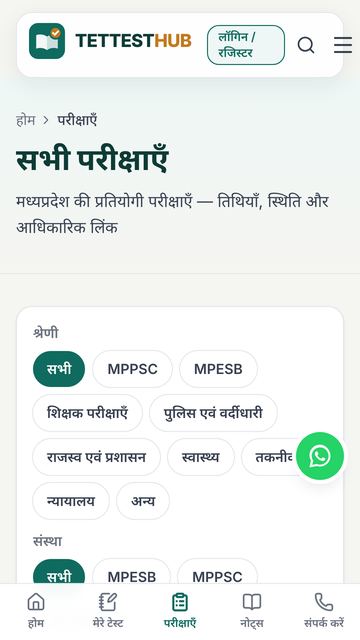 TETTESTHUB
लॉगिन /
रजिस्टर
होम > परीक्षाएँ
सभी परीक्षाएँ
मध्यप्रदेश की प्रतियोगी परीक्षाएँ — तिथियाँ, स्थिति और
आधिकारिक लिंक
श्रेणी
सभी MPPSC MPESB
शिक्षक परीक्षाएँ पुलिस एवं वर्दीधारी
राजस्व एवं प्रशासन स्वास्थ्य
न्यायालय अन्य
संस्था
सभी MPESB MPPSC
होम मेरे टेस्ट परीक्षाएँ नोट्स संपर्क करें